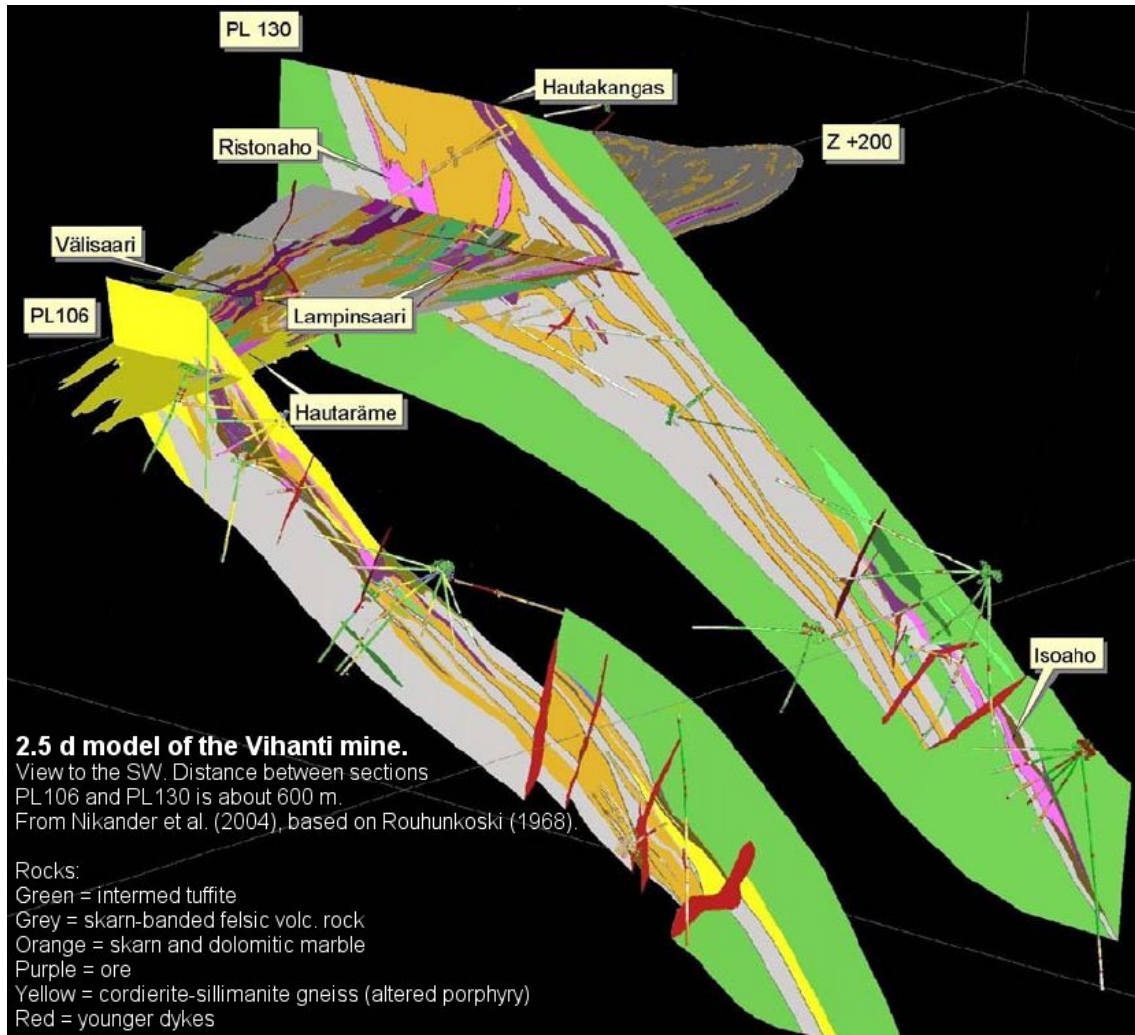 PL 130
Hautakangas
Ristonaho
Z +200
Välisaari
PL106
Lampinsaari
Hautaräme
Isoaho
2.5 d model of the Vihanti mine.
View to the SW. Distance between sections
PL106 and PL130 is about 600 m.
From Nikander et al. (2004), based on Rouhunkoski (1968).
Rocks:
Green = intermed tuffite
Grey = skarn-banded felsic volc. rock
Orange = skarn and dolomitic marble
Purple = ore
Yellow = cordierite-sillimanite gneiss (altered porphyry)
Red = younger dykes